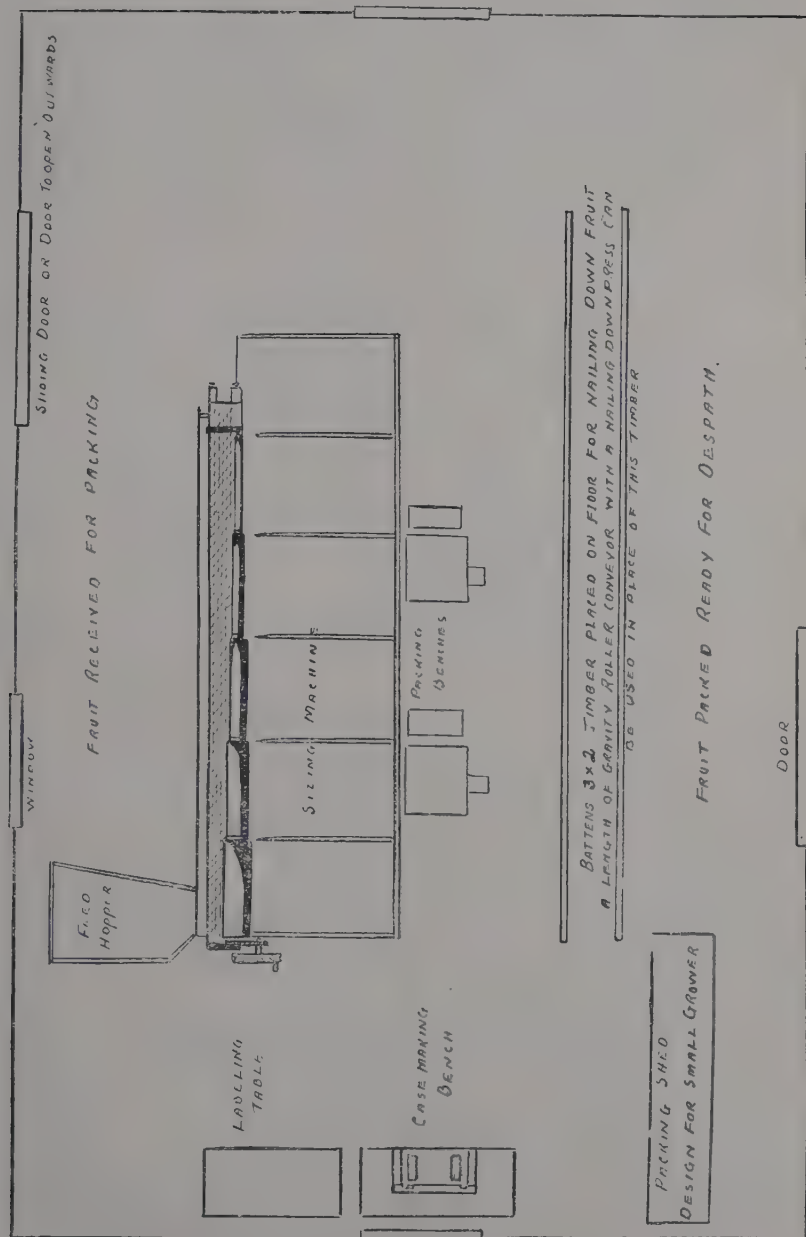 SLIDING DOOR OR DOOR TO OPEN OUTWARDS
WINDOW
FRUIT RECEIVED FOR PACKING
FEED
HOPPER
SIZING MACHINE
PACKING
BENCHES
LABELLING
TABLE
CASE MAKING
BENCH
BATTENS 3x2 TIMBER PLACED ON FLOOR FOR NAILING DOWN FRUIT
A LENGTH OF GRAVITY ROLLER CONVEYOR WITH A NAILING DOWN PRESS CAN
BE USED IN PLACE OF THIS TIMBER
FRUIT PACKED READY FOR DESPATH.
DOOR
PACKING SHED
DESIGN FOR SMALL GROWER